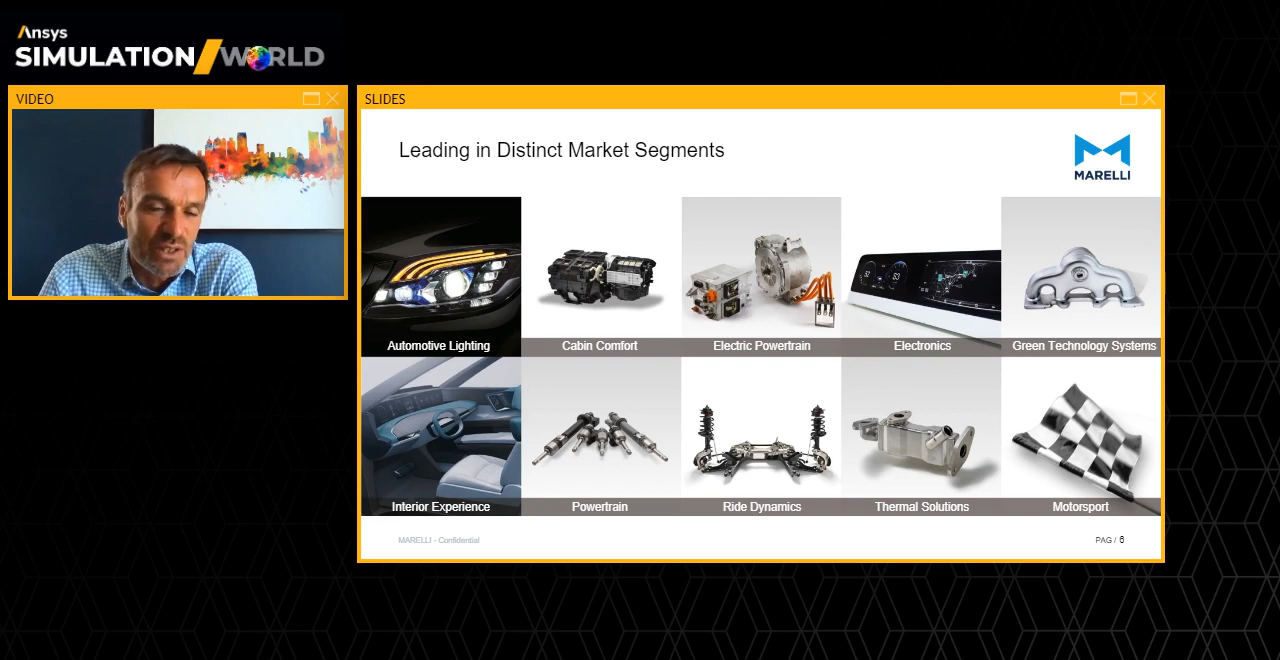 Ansys
SIMULATION/WORLD
VIDEO
SLIDES
Leading in Distinct Market Segments
MARELLI
Automotive Lighting
Cabin Comfort
Electric Powertrain
Electronics
Green Technology Systems
Interior Experience
Powertrain
Ride Dynamics
Thermal Solutions
Motorsport
MARELLI - Confidential
PAG / 6